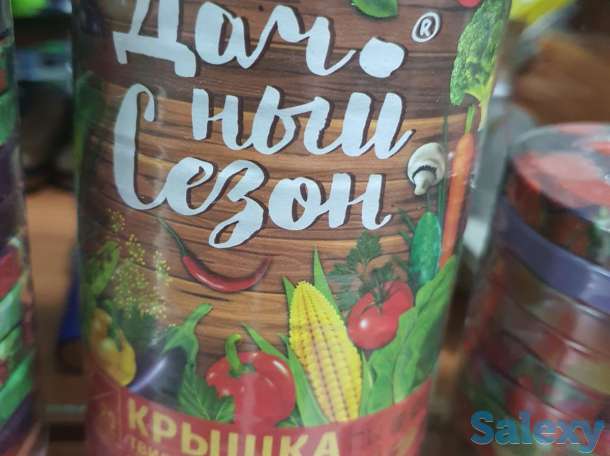 Дач.
ный
Сезон
®
КРЫШКА
Salexy